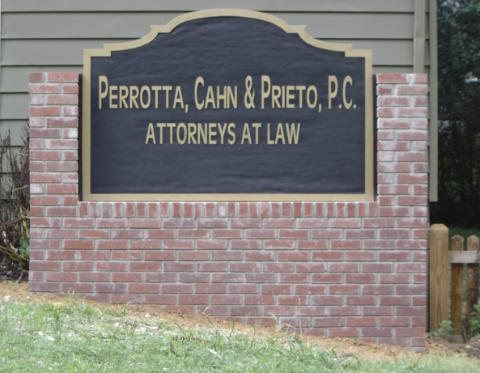 PERROTTA, CAHN & PRIETO, P.C.
ATTORNEYS AT LAW